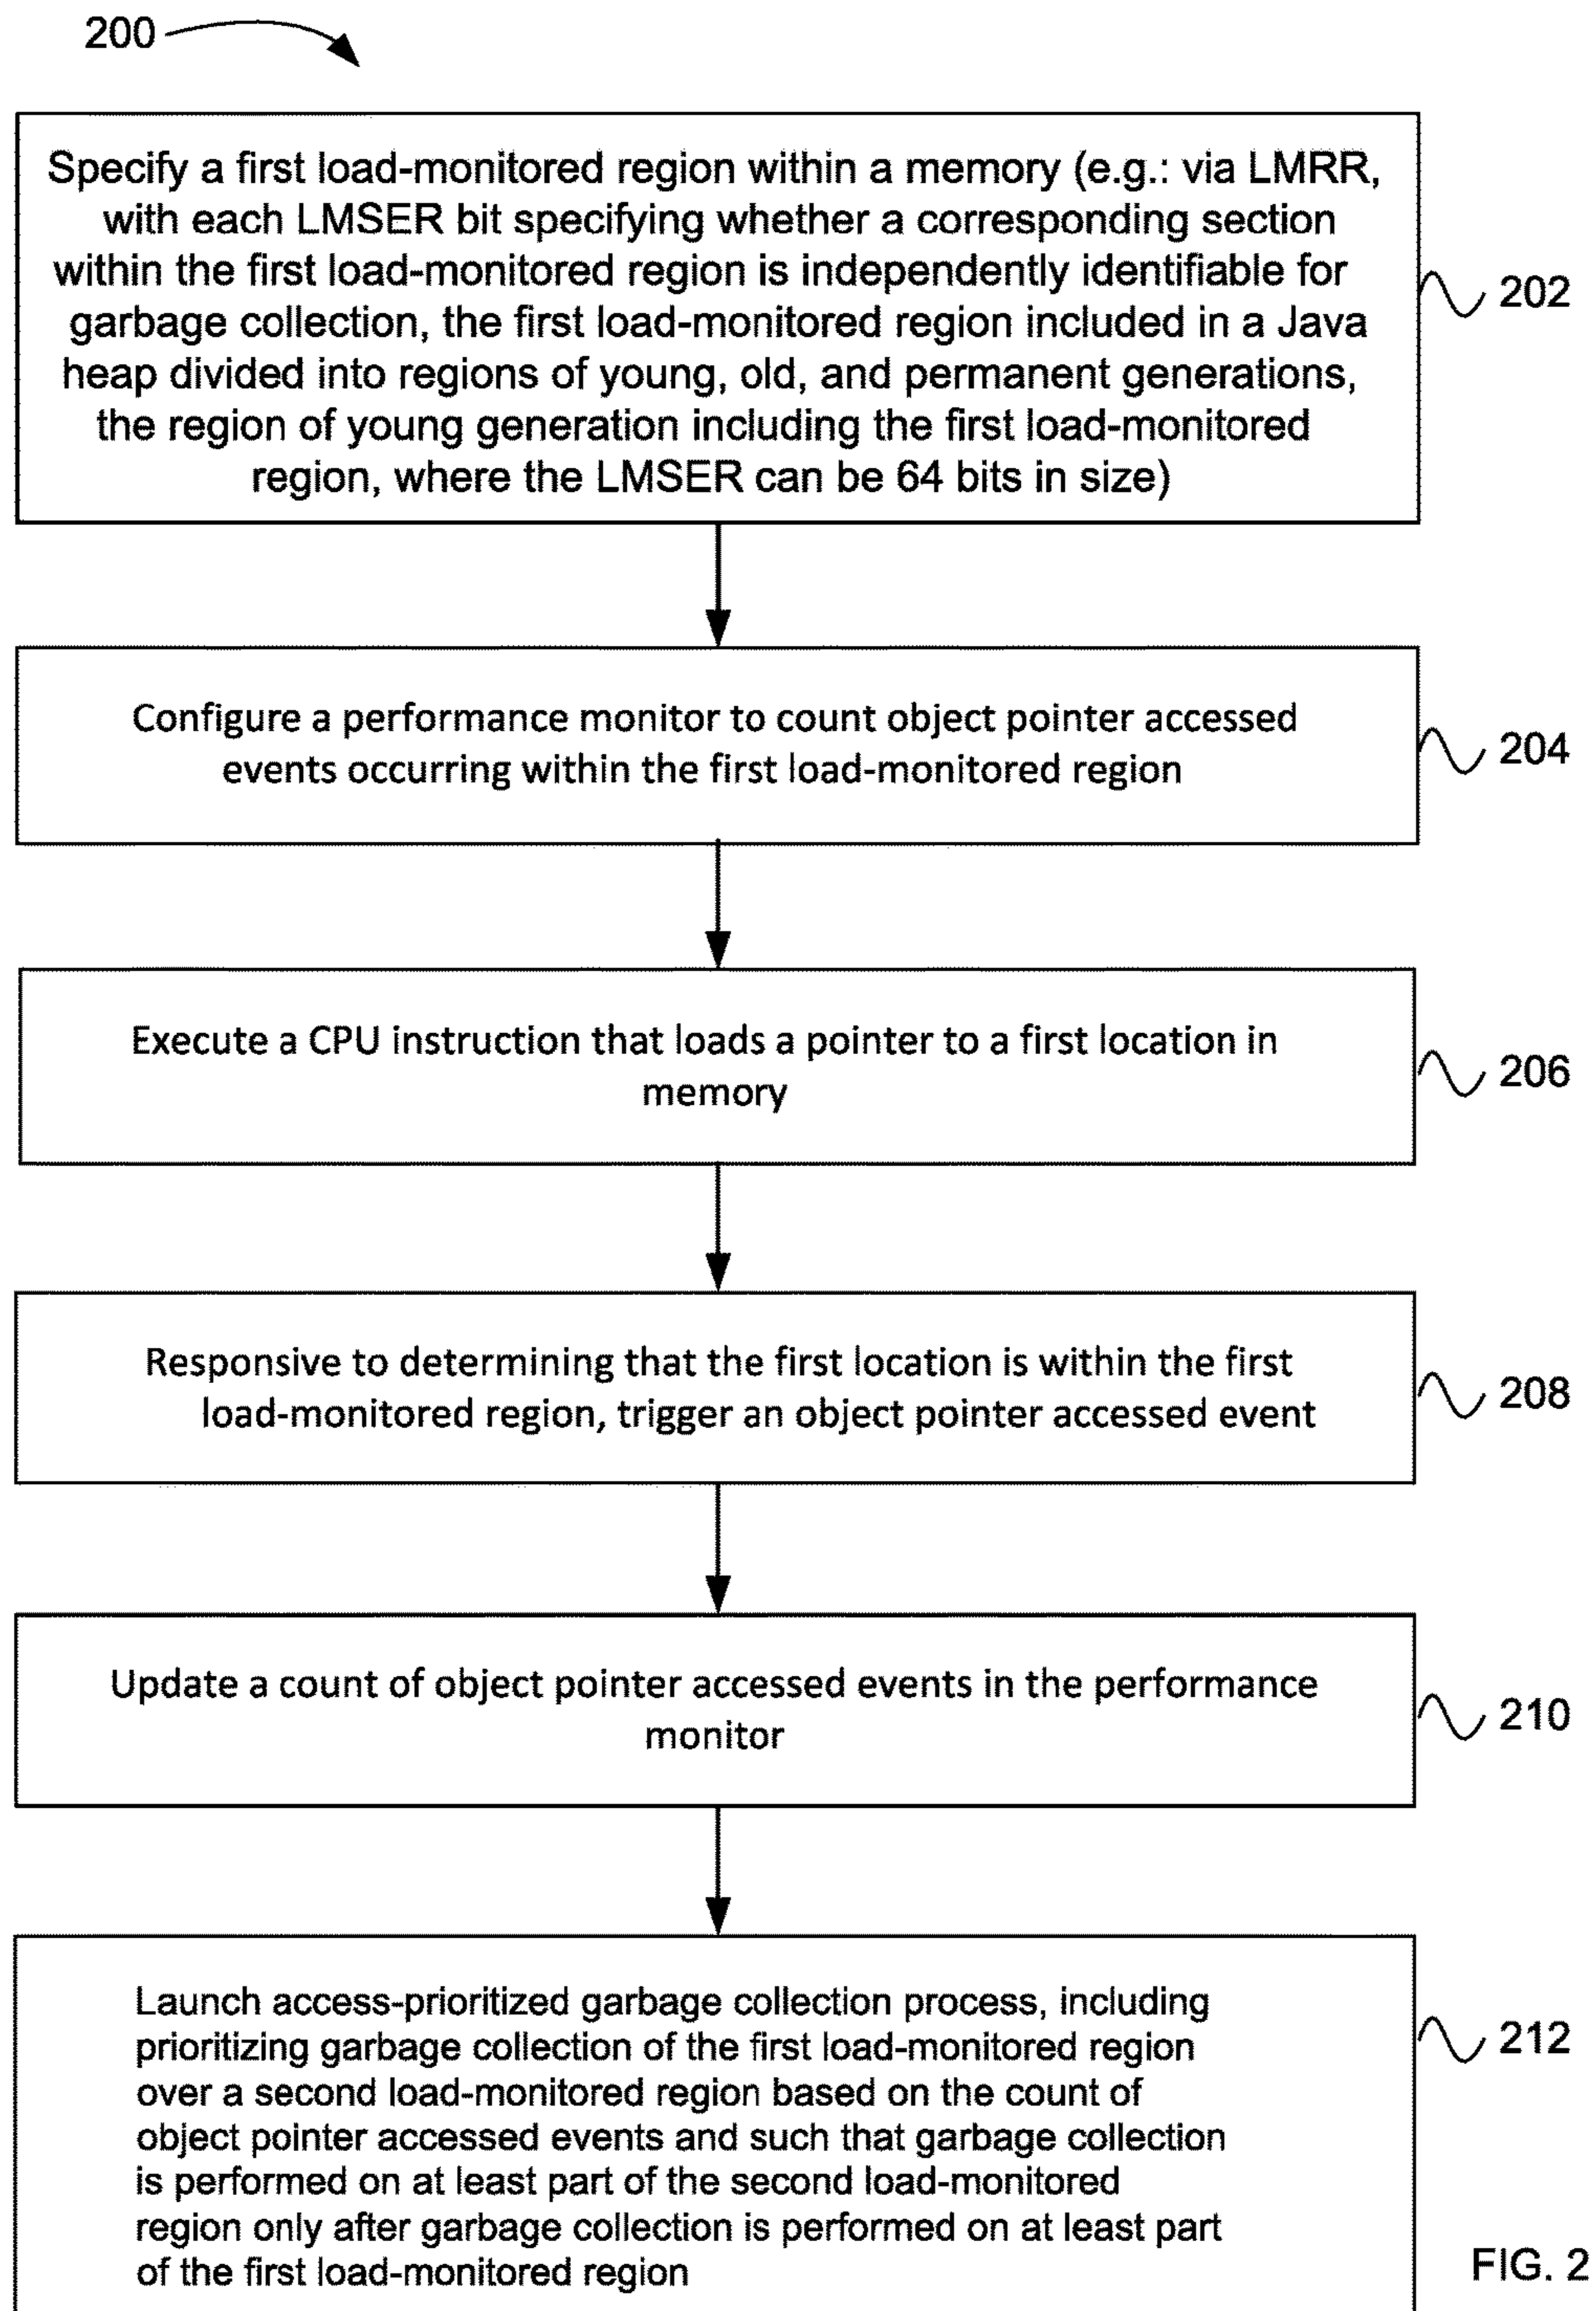 200
Specify a first load-monitored region within a memory (e.g.: via LMRR,
with each LMSER bit specifying whether a corresponding section
within the first load-monitored region is independently identifiable for
garbage collection, the first load-monitored region included in a Java
heap divided into regions of young, old, and permanent generations,
the region of young generation including the first load-monitored
region, where the LMSER can be 64 bits in size)
202
Configure a performance monitor to count object pointer accessed
events occurring within the first load-monitored region
204
Execute a CPU instruction that loads a pointer to a first location in
memory
206
Responsive to determining that the first location is within the first
load-monitored region, trigger an object pointer accessed event
208
Update a count of object pointer accessed events in the performance
monitor
210
Launch access-prioritized garbage collection process, including
prioritizing garbage collection of the first load-monitored region
over a second load-monitored region based on the count of
object pointer accessed events and such that garbage collection
is performed on at least part of the second load-monitored
region only after garbage collection is performed on at least part
of the first load-monitored region
212
FIG. 2